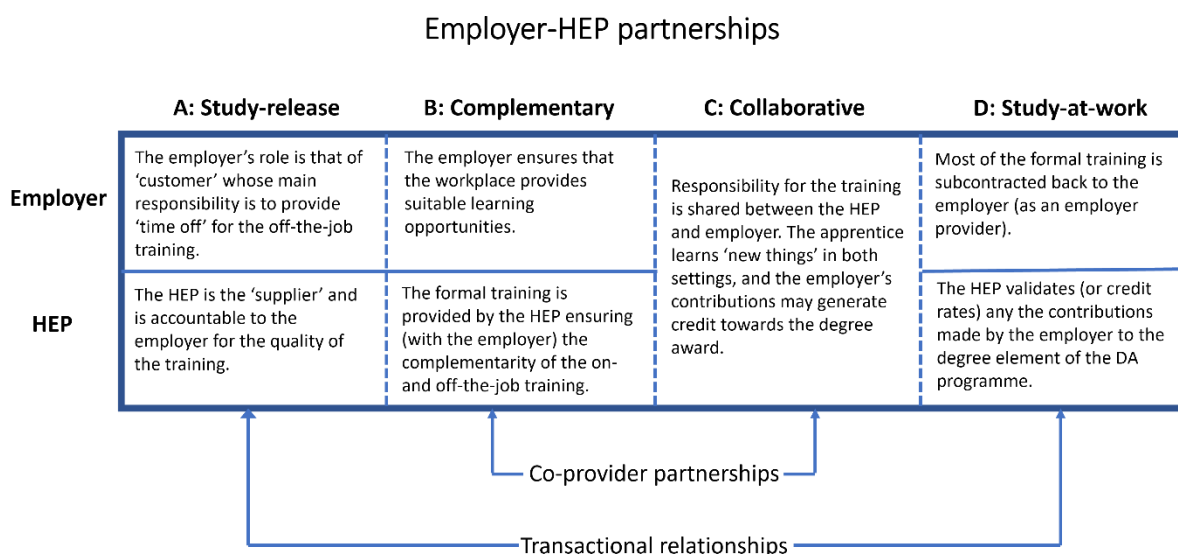 Employer-HEP partnerships
A: Study-release
B: Complementary
C: Collaborative
D: Study-at-work
Employer
The employer’s role is that of
‘customer’ whose main
responsibility is to provide
‘time off’ for the off-the-job
training.
The employer ensures that
the workplace provides
suitable learning
opportunities.
Responsibility for the training
is shared between the HEP
and employer. The apprentice
learns ‘new things’ in both
settings, and the employer’s
contributions may generate
credit towards the degree
award.
Most of the formal training is
subcontracted back to the
employer (as an employer
provider).
HEP
The HEP is the ‘supplier’ and
is accountable to the
employer for the quality of
the training.
The formal training is
provided by the HEP ensuring
(with the employer) the
complementarity of the on-
and off-the-job training.
The HEP validates (or credit
rates) any the contributions
made by the employer to the
degree element of the DA
programme.
Co-provider partnerships
Transactional relationships